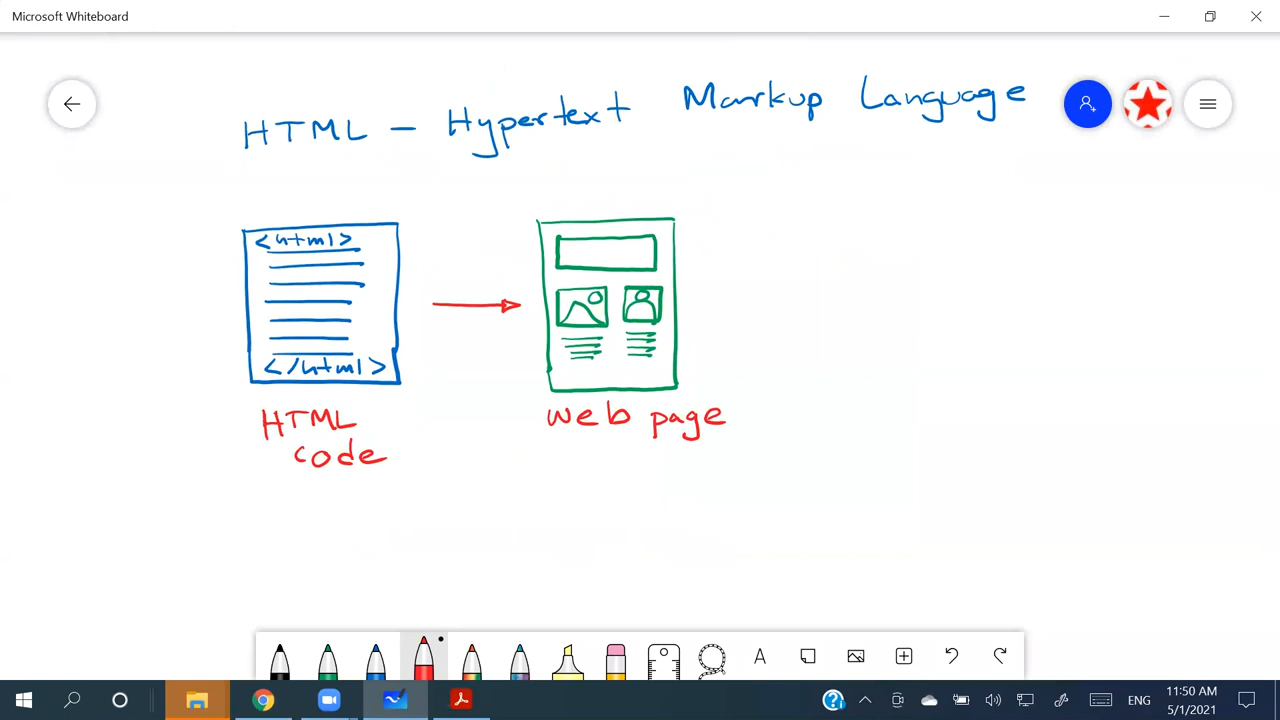 Microsoft Whiteboard
HTML – Hypertext Markup Language
<html>
</html>
HTML
code
web page
A
ENG
11:50 AM
5/1/2021